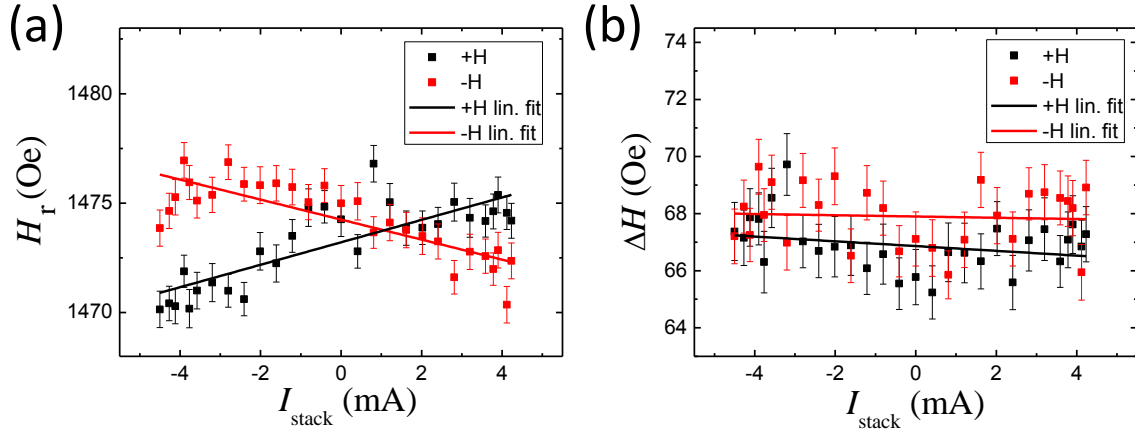 (a)
+H
-H
+H lin. fit
-H lin. fit
1480
1475
1470
H_r (Oe)
-4 -2 0 2 4
I_stack (mA)
(b)
+H
-H
+H lin. fit
-H lin. fit
74
72
70
68
66
64
ΔH (Oe)
-4 -2 0 2 4
I_stack (mA)